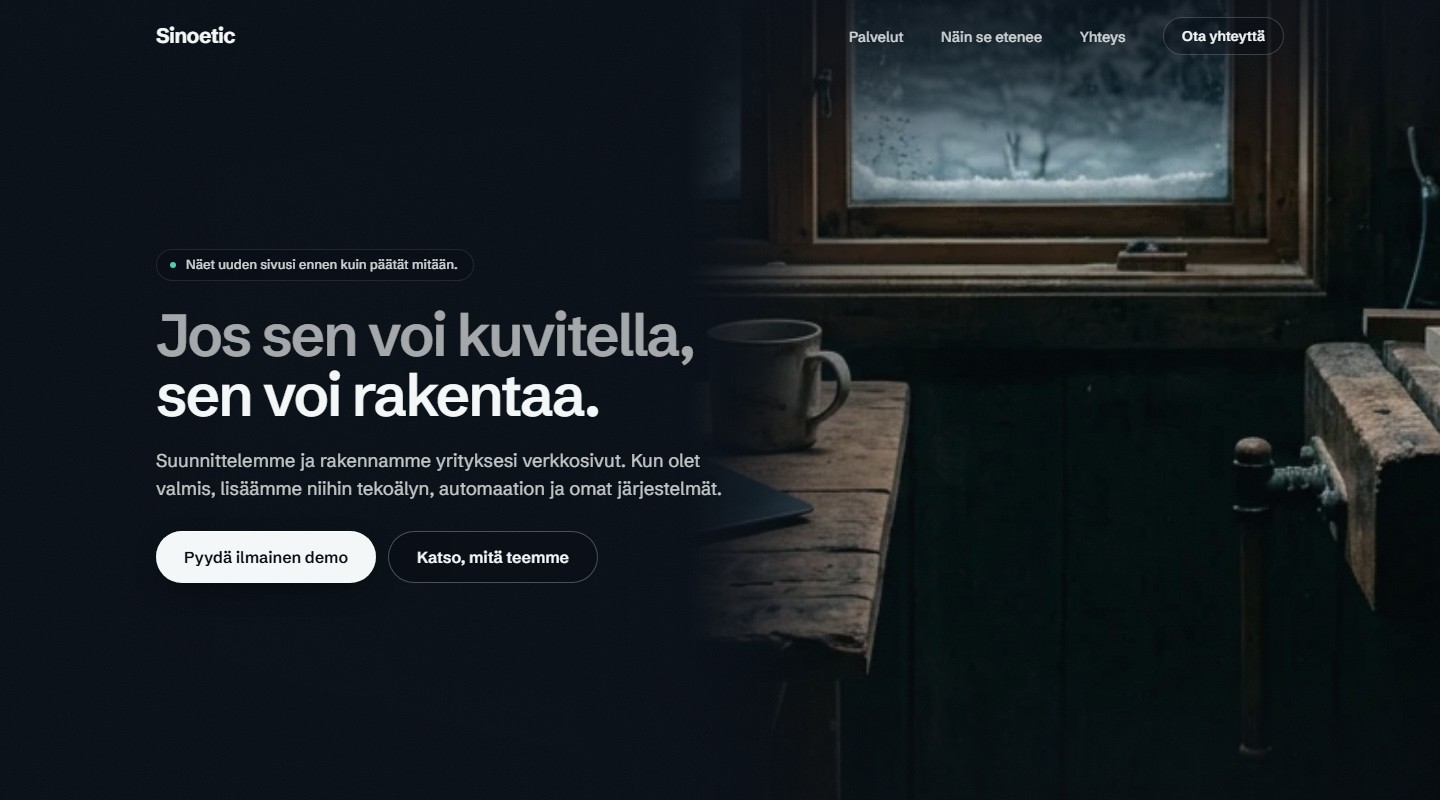 Sinoetic
Palvelut
Näin se etenee
Yhteys
Ota yhteyttä
Näet uuden sivusi ennen kuin päätät mitään.
Jos sen voi kuvitella,
sen voi rakentaa.
Suunnittelemme ja rakennamme yrityksesi verkkosivut. Kun olet
valmis, lisäämme niihin tekoälyn, automaation ja omat järjestelmät.
Pyydä ilmainen demo
Katso, mitä teemme